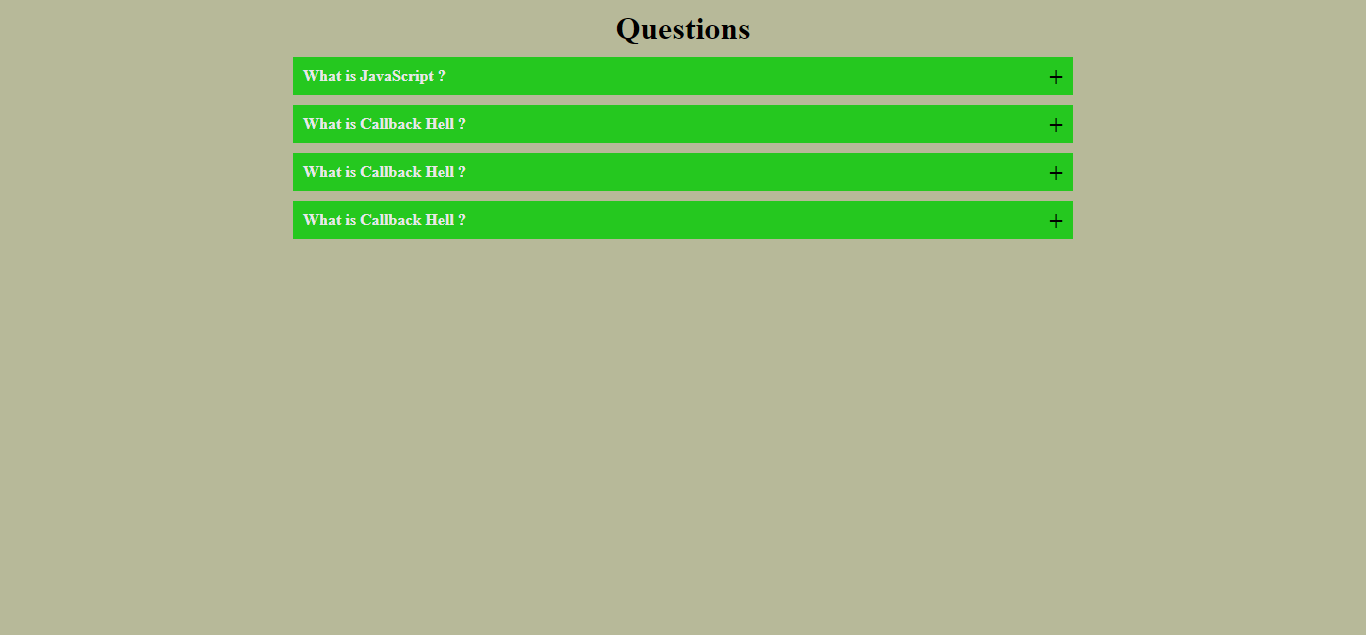 Questions
What is JavaScript ? +
What is Callback Hell ? +
What is Callback Hell ? +
What is Callback Hell ? +